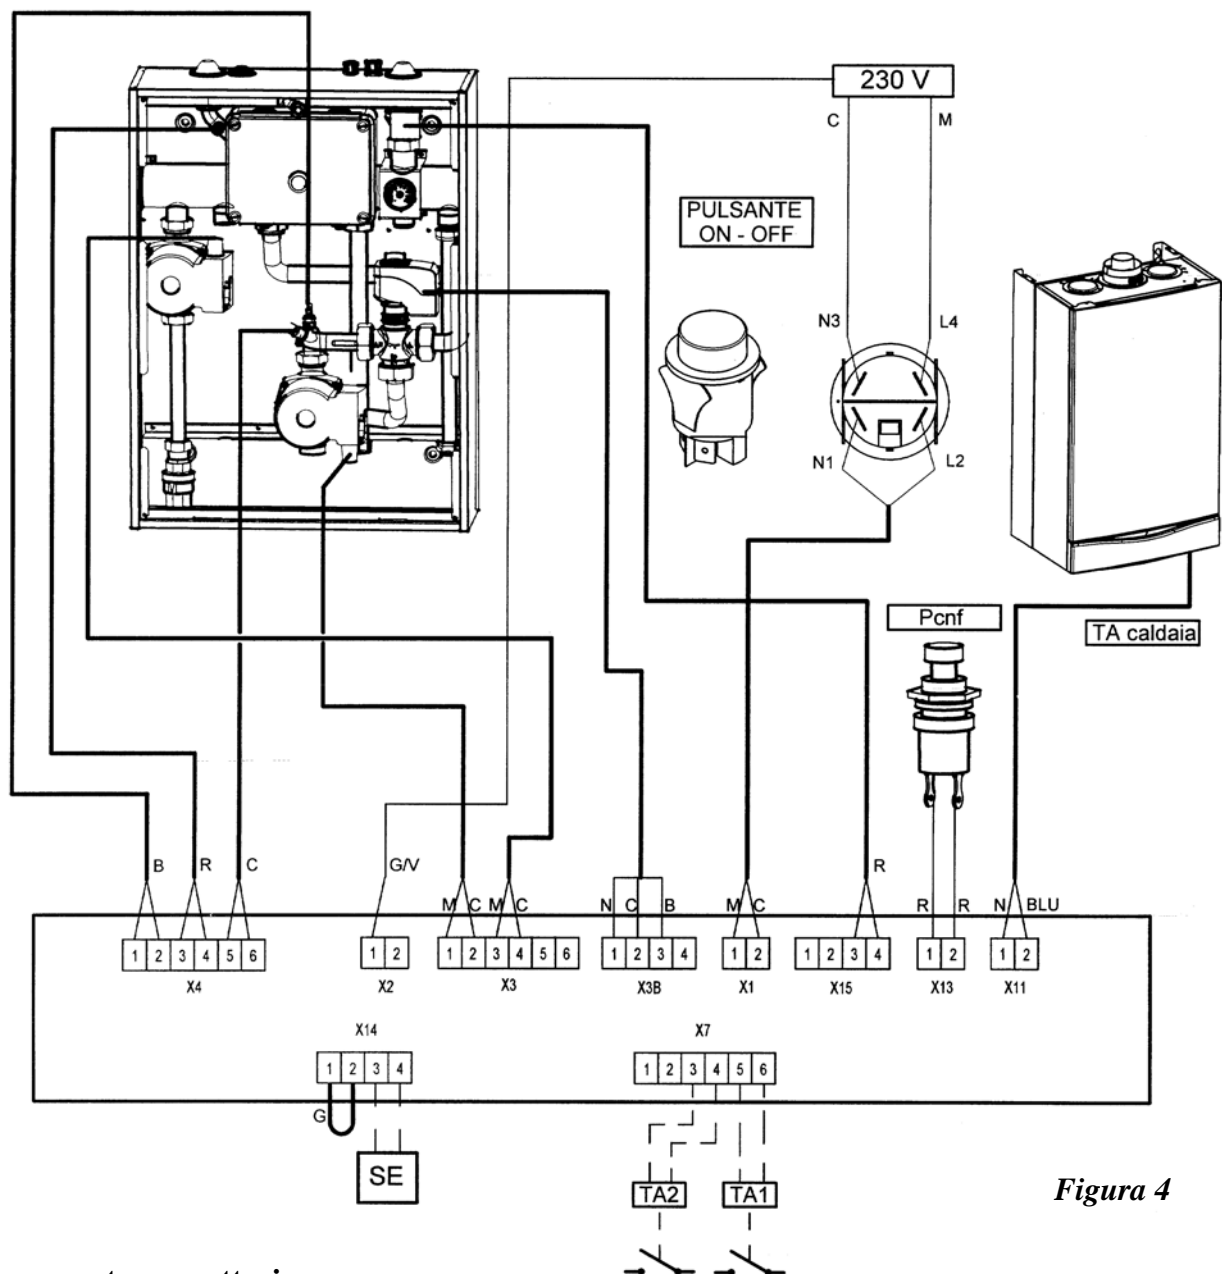 230 V
C M
PULSANTE
ON - OFF
N3 L4
N1 L2
Pcnf
TA caldaia
B R C G/V R
M C M C N C B M C R R N BLU
1 2 3 4 5 6 1 2 1 2 3 4 5 6 1 2 3 4 1 2 1 2 3 4 1 2 1 2
X4 X2 X3 X3B X1 X15 X13 X11
X14 X7
1 2 3 4 1 2 3 4 5 6
G
SE
TA2 TA1
Figura 4